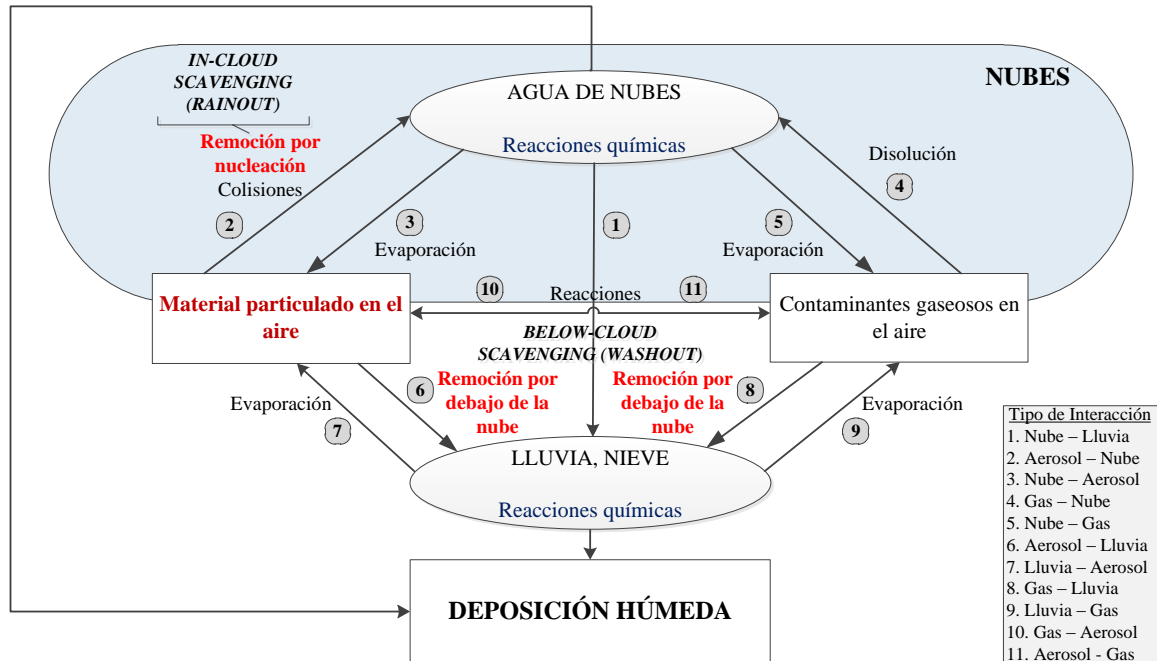 IN-CLOUD
SCAVENGING
(RAINOUT)
NUBES
AGUA DE NUBES
Reacciones químicas
Remoción por
nucleación
Colisiones
Disolución
2
3
1
5
4
Evaporación
Evaporación
Material particulado en el
aire
10
Reacciones
11
Contaminantes gaseosos en
el aire
BELOW-CLOUD
SCAVENGING (WASHOUT)
6
Remoción por
debajo de la
nube
Remoción por
debajo de la
nube
8
Evaporación
7
Evaporación
9
LLUVIA, NIEVE
Reacciones químicas
DEPOSICIÓN HÚMEDA
Tipo de Interacción
1. Nube – Lluvia
2. Aerosol – Nube
3. Nube – Aerosol
4. Gas – Nube
5. Nube – Gas
6. Aerosol – Lluvia
7. Lluvia – Aerosol
8. Gas – Lluvia
9. Lluvia – Gas
10. Gas – Aerosol
11. Aerosol - Gas